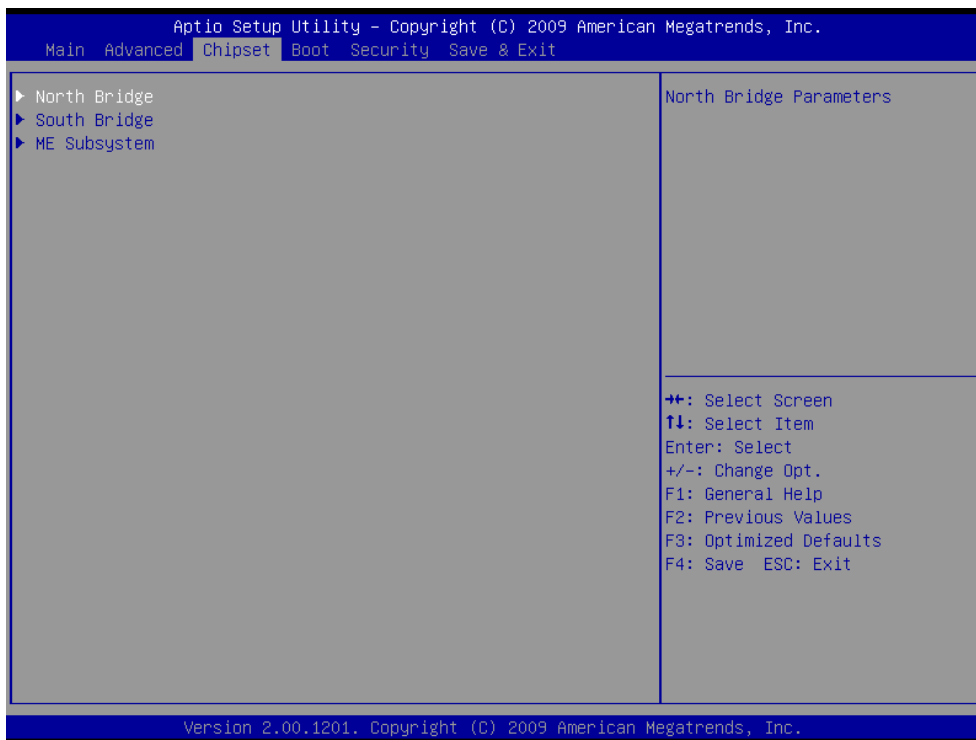 Aptio Setup Utility – Copyright (C) 2009 American Megatrends, Inc.
Main Advanced Chipset Boot Security Save & Exit
▶ North Bridge
▶ South Bridge
▶ ME Subsystem
North Bridge Parameters
→←: Select Screen
↑↓: Select Item
Enter: Select
+/-: Change Opt.
F1: General Help
F2: Previous Values
F3: Optimized Defaults
F4: Save ESC: Exit
Version 2.00.1201. Copyright (C) 2009 American Megatrends, Inc.